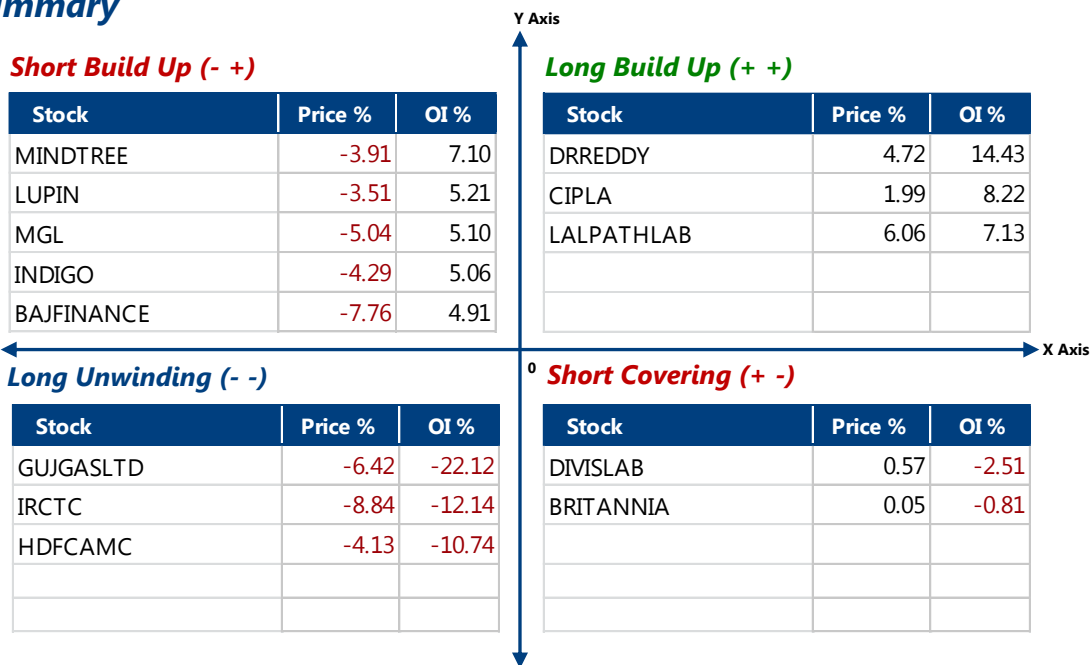 Y Axis
Short Build Up (- +)
Stock Price % OI %
MINDTREE -3.91 7.10
LUPIN -3.51 5.21
MGL -5.04 5.10
INDIGO -4.29 5.06
BAJFINANCE -7.76 4.91
Long Build Up (+ +)
Stock Price % OI %
DRREDDY 4.72 14.43
CIPLA 1.99 8.22
LALPATHLAB 6.06 7.13
X Axis
0
Long Unwinding (- -)
Stock Price % OI %
GUJGASLTD -6.42 -22.12
IRCTC -8.84 -12.14
HDFCAMC -4.13 -10.74
Short Covering (+ -)
Stock Price % OI %
DIVISLAB 0.57 -2.51
BRITANNIA 0.05 -0.81